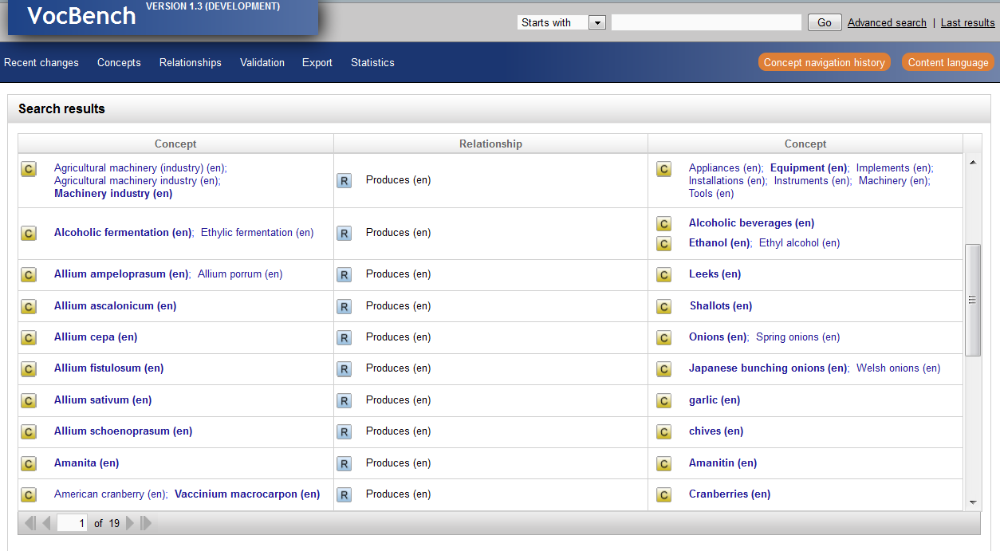 VocBench VERSION 1.3 (DEVELOPMENT)
Starts with Go Advanced search | Last results
Recent changes Concepts Relationships Validation Export Statistics Concept navigation history Content language
Search results
Concept Relationship Concept
C Agricultural machinery (industry) (en);
Agricultural machinery industry (en);
Machinery industry (en)
R Produces (en)
C Appliances (en); Equipment (en); Implements (en);
Installations (en); Instruments (en); Machinery (en);
Tools (en)
C Alcoholic fermentation (en); Ethylic fermentation (en) R Produces (en)
C Alcoholic beverages (en)
C Ethanol (en); Ethyl alcohol (en)
C Allium ampeloprasum (en); Allium porrum (en) R Produces (en) C Leeks (en)
C Allium ascalonicum (en) R Produces (en) C Shallots (en)
C Allium cepa (en) R Produces (en) C Onions (en); Spring onions (en)
C Allium fistulosum (en) R Produces (en) C Japanese bunching onions (en); Welsh onions (en)
C Allium sativum (en) R Produces (en) C garlic (en)
C Allium schoenoprasum (en) R Produces (en) C chives (en)
C Amanita (en) R Produces (en) C Amanitin (en)
C American cranberry (en); Vaccinium macrocarpon (en) R Produces (en) C Cranberries (en)
1 of 19